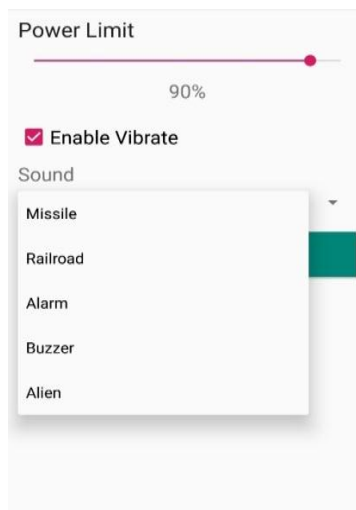 Power Limit
90%
Enable Vibrate
Sound
Missile
Railroad
Alarm
Buzzer
Alien